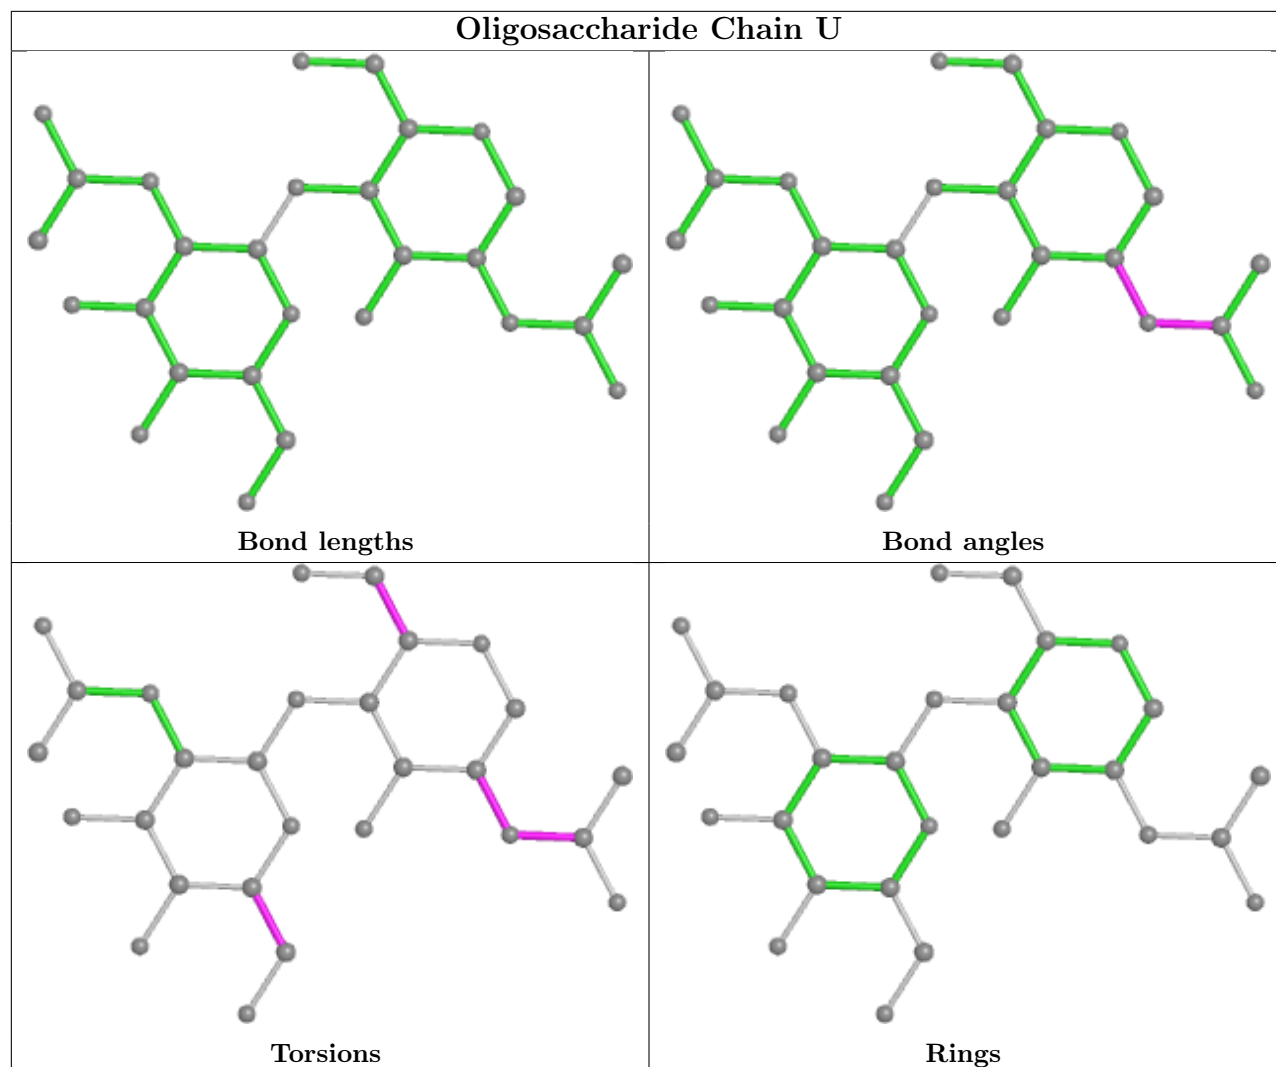 Oligosaccharide Chain U
Bond lengths
Bond angles
Torsions
Rings